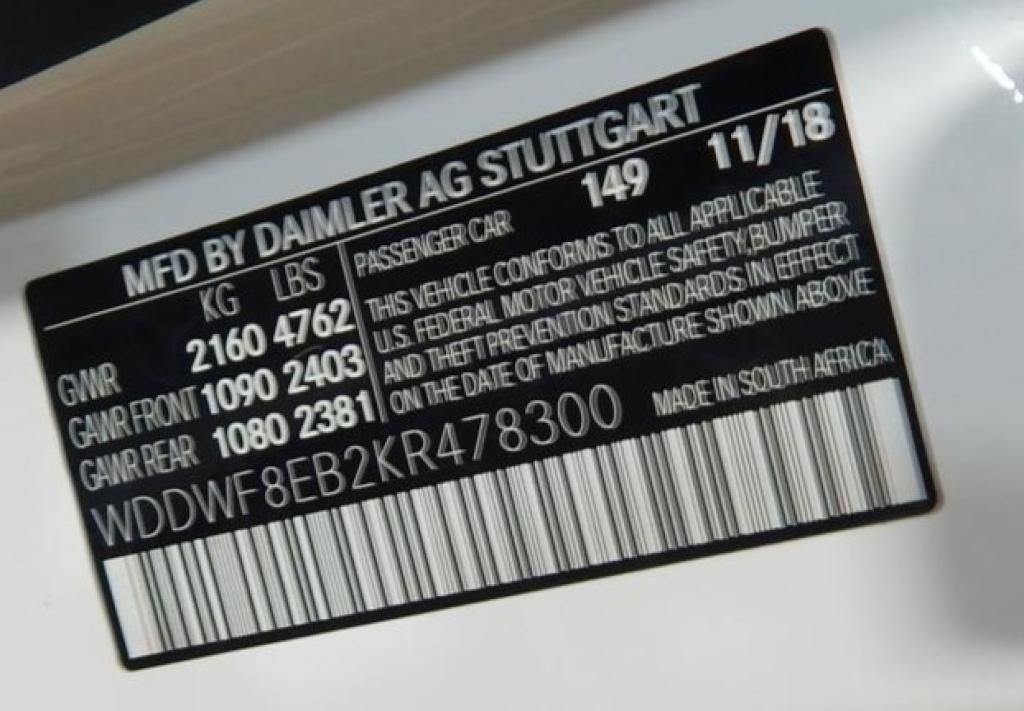 MFD BY DAIMLER AG STUTTGART
KG LBS
GVWR 2160 4762
GAWR FRONT 1090 2403
GAWR REAR 1080 2381
PASSENGER CAR 149 11/18
THIS VEHICLE CONFORMS TO ALL APPLICABLE
U.S. FEDERAL MOTOR VEHICLE SAFETY, BUMPER
AND THEFT PREVENTION STANDARDS IN EFFECT
ON THE DATE OF MANUFACTURE SHOWN ABOVE
WDDWF8EB2KR478300 MADE IN SOUTH AFRICA